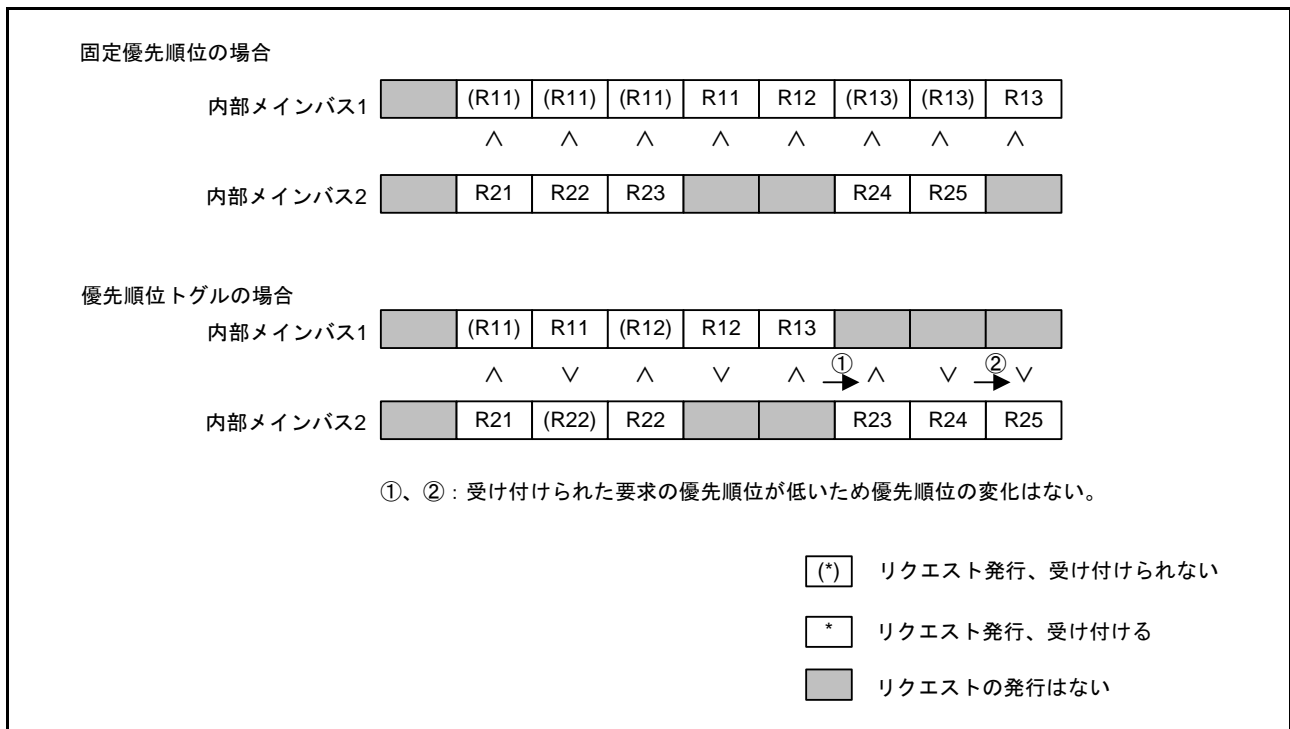 固定優先順位の場合
内部メインバス1 (R11) (R11) (R11) R11 R12 (R13) (R13) R13
∧ ∧ ∧ ∧ ∧ ∧ ∧ ∧
内部メインバス2 R21 R22 R23 R24 R25
優先順位トグルの場合
内部メインバス1 (R11) R11 (R12) R12 R13
∧ ∨ ∧ ∨ ∧ ① ∧ ∨ ② ∨
内部メインバス2 R21 (R22) R22 R23 R24 R25
①、②：受け付けられた要求の優先順位が低いため優先順位の変化はない。
(*) リクエスト発行、受け付けられない
* リクエスト発行、受け付ける
リクエストの発行はない